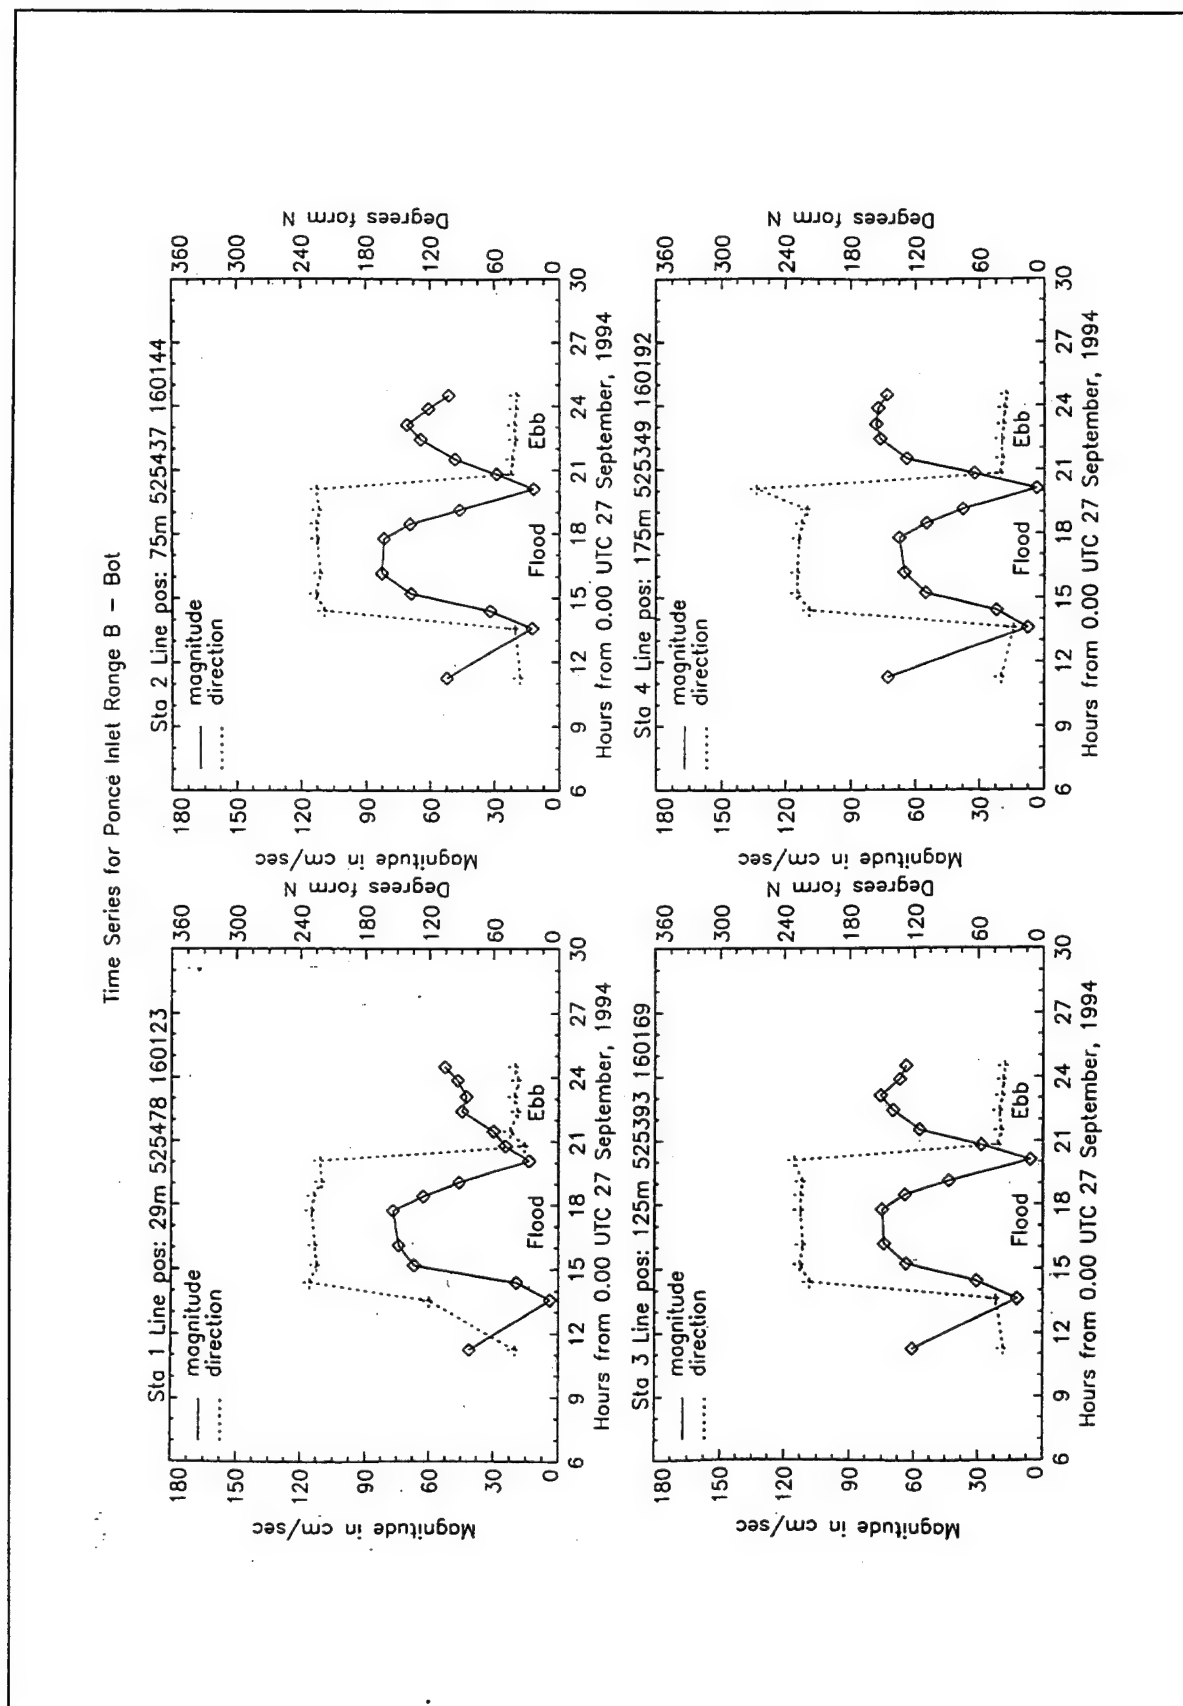 Time Series for Ponce Inlet Range B – Bot
Sta 1 Line pos: 29m 525478 160123
magnitude
direction
Magnitude in cm/sec
180
150
120
90
60
30
0
Degrees form N
360
300
240
180
120
60
0
Flood
Ebb
6 9 12 15 18 21 24 27 30
Hours from 0.00 UTC 27 September, 1994
Sta 2 Line pos: 75m 525437 160144
magnitude
direction
Magnitude in cm/sec
180
150
120
90
60
30
0
Degrees form N
360
300
240
180
120
60
0
Flood
Ebb
6 9 12 15 18 21 24 27 30
Hours from 0.00 UTC 27 September, 1994
Sta 3 Line pos: 125m 525393 160169
magnitude
direction
Magnitude in cm/sec
180
150
120
90
60
30
0
Degrees form N
360
300
240
180
120
60
0
Flood
Ebb
6 9 12 15 18 21 24 27 30
Hours from 0.00 UTC 27 September, 1994
Sta 4 Line pos: 175m 525349 160192
magnitude
direction
Magnitude in cm/sec
180
150
120
90
60
30
0
Degrees form N
360
300
240
180
120
60
0
Flood
Ebb
6 9 12 15 18 21 24 27 30
Hours from 0.00 UTC 27 September, 1994